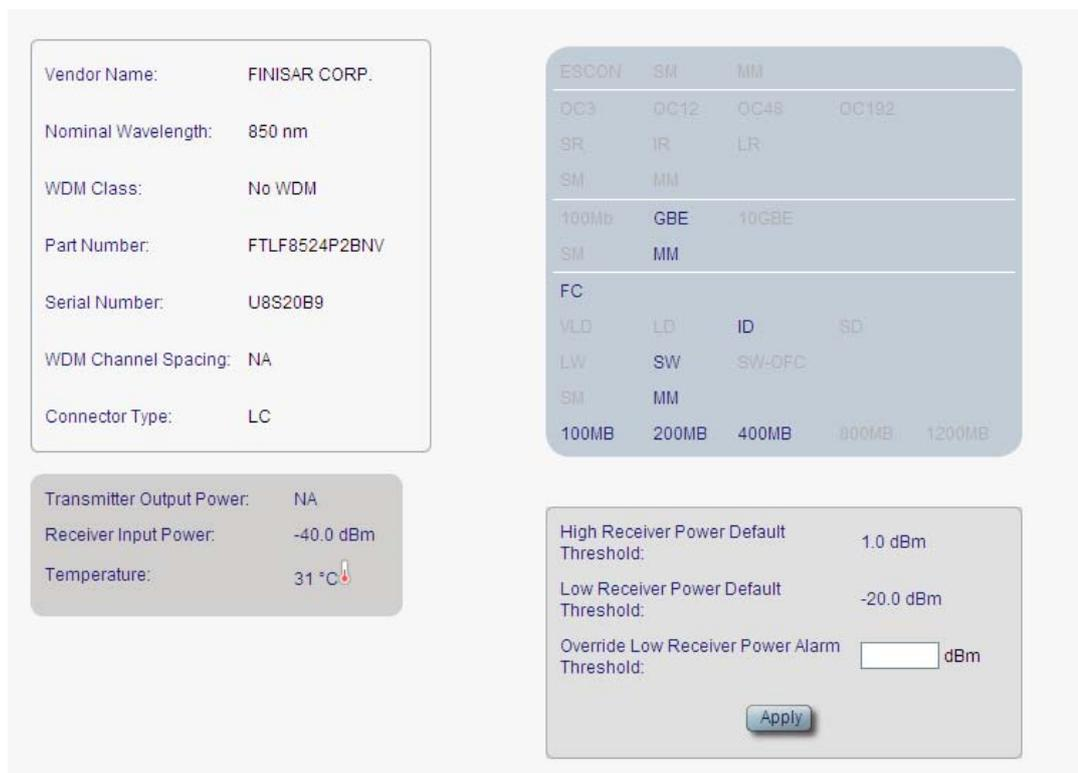 Vendor Name: FINISAR CORP.
Nominal Wavelength: 850 nm
WDM Class: No WDM
Part Number: FTLF8524P2BNV
Serial Number: U8S20B9
WDM Channel Spacing: NA
Connector Type: LC
Transmitter Output Power: NA
Receiver Input Power: -40.0 dBm
Temperature: 31 °C
ESCON SM MM
OC3 OC12 OC48 OC192
SR IR LR
SM MM
100Mb GBE 10GBE
SM MM
FC
VLD LD ID SD
LW SW SW-OFC
SM MM
100MB 200MB 400MB 800MB 1200MB
High Receiver Power Default
Threshold: 1.0 dBm
Low Receiver Power Default
Threshold: -20.0 dBm
Override Low Receiver Power Alarm
Threshold: dBm
Apply